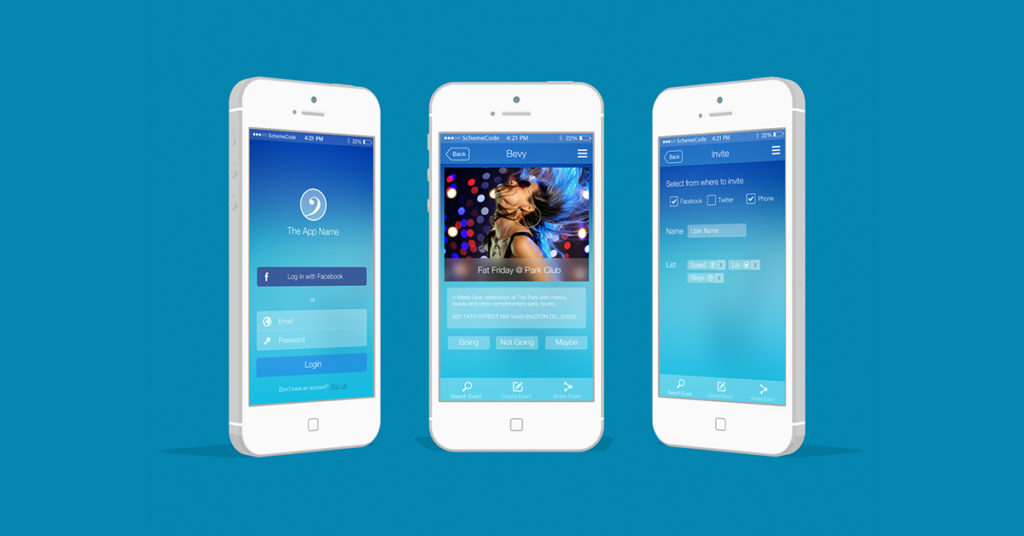 SchemeCode 4:21 PM 22%
The App Name
Log in with Facebook
or
Email
Password
Login
Don't have an account? Sign Up
SchemeCode 4:21 PM 22%
Back Bevy
Fat Friday @ Park Club
A Mardi Gras celebration at The Park with masks,
beads and other complimentary party favors
920 14TH STREET NW WASHINGTON DC, 20005
Going Not Going Maybe
Search Event Create Event Share Event
SchemeCode 4:21 PM 22%
Back Invite
Select from where to invite
Facebook Twitter Phone
Name User Name
List Saeed X Lily X
X
Search Event Create Event Share Event